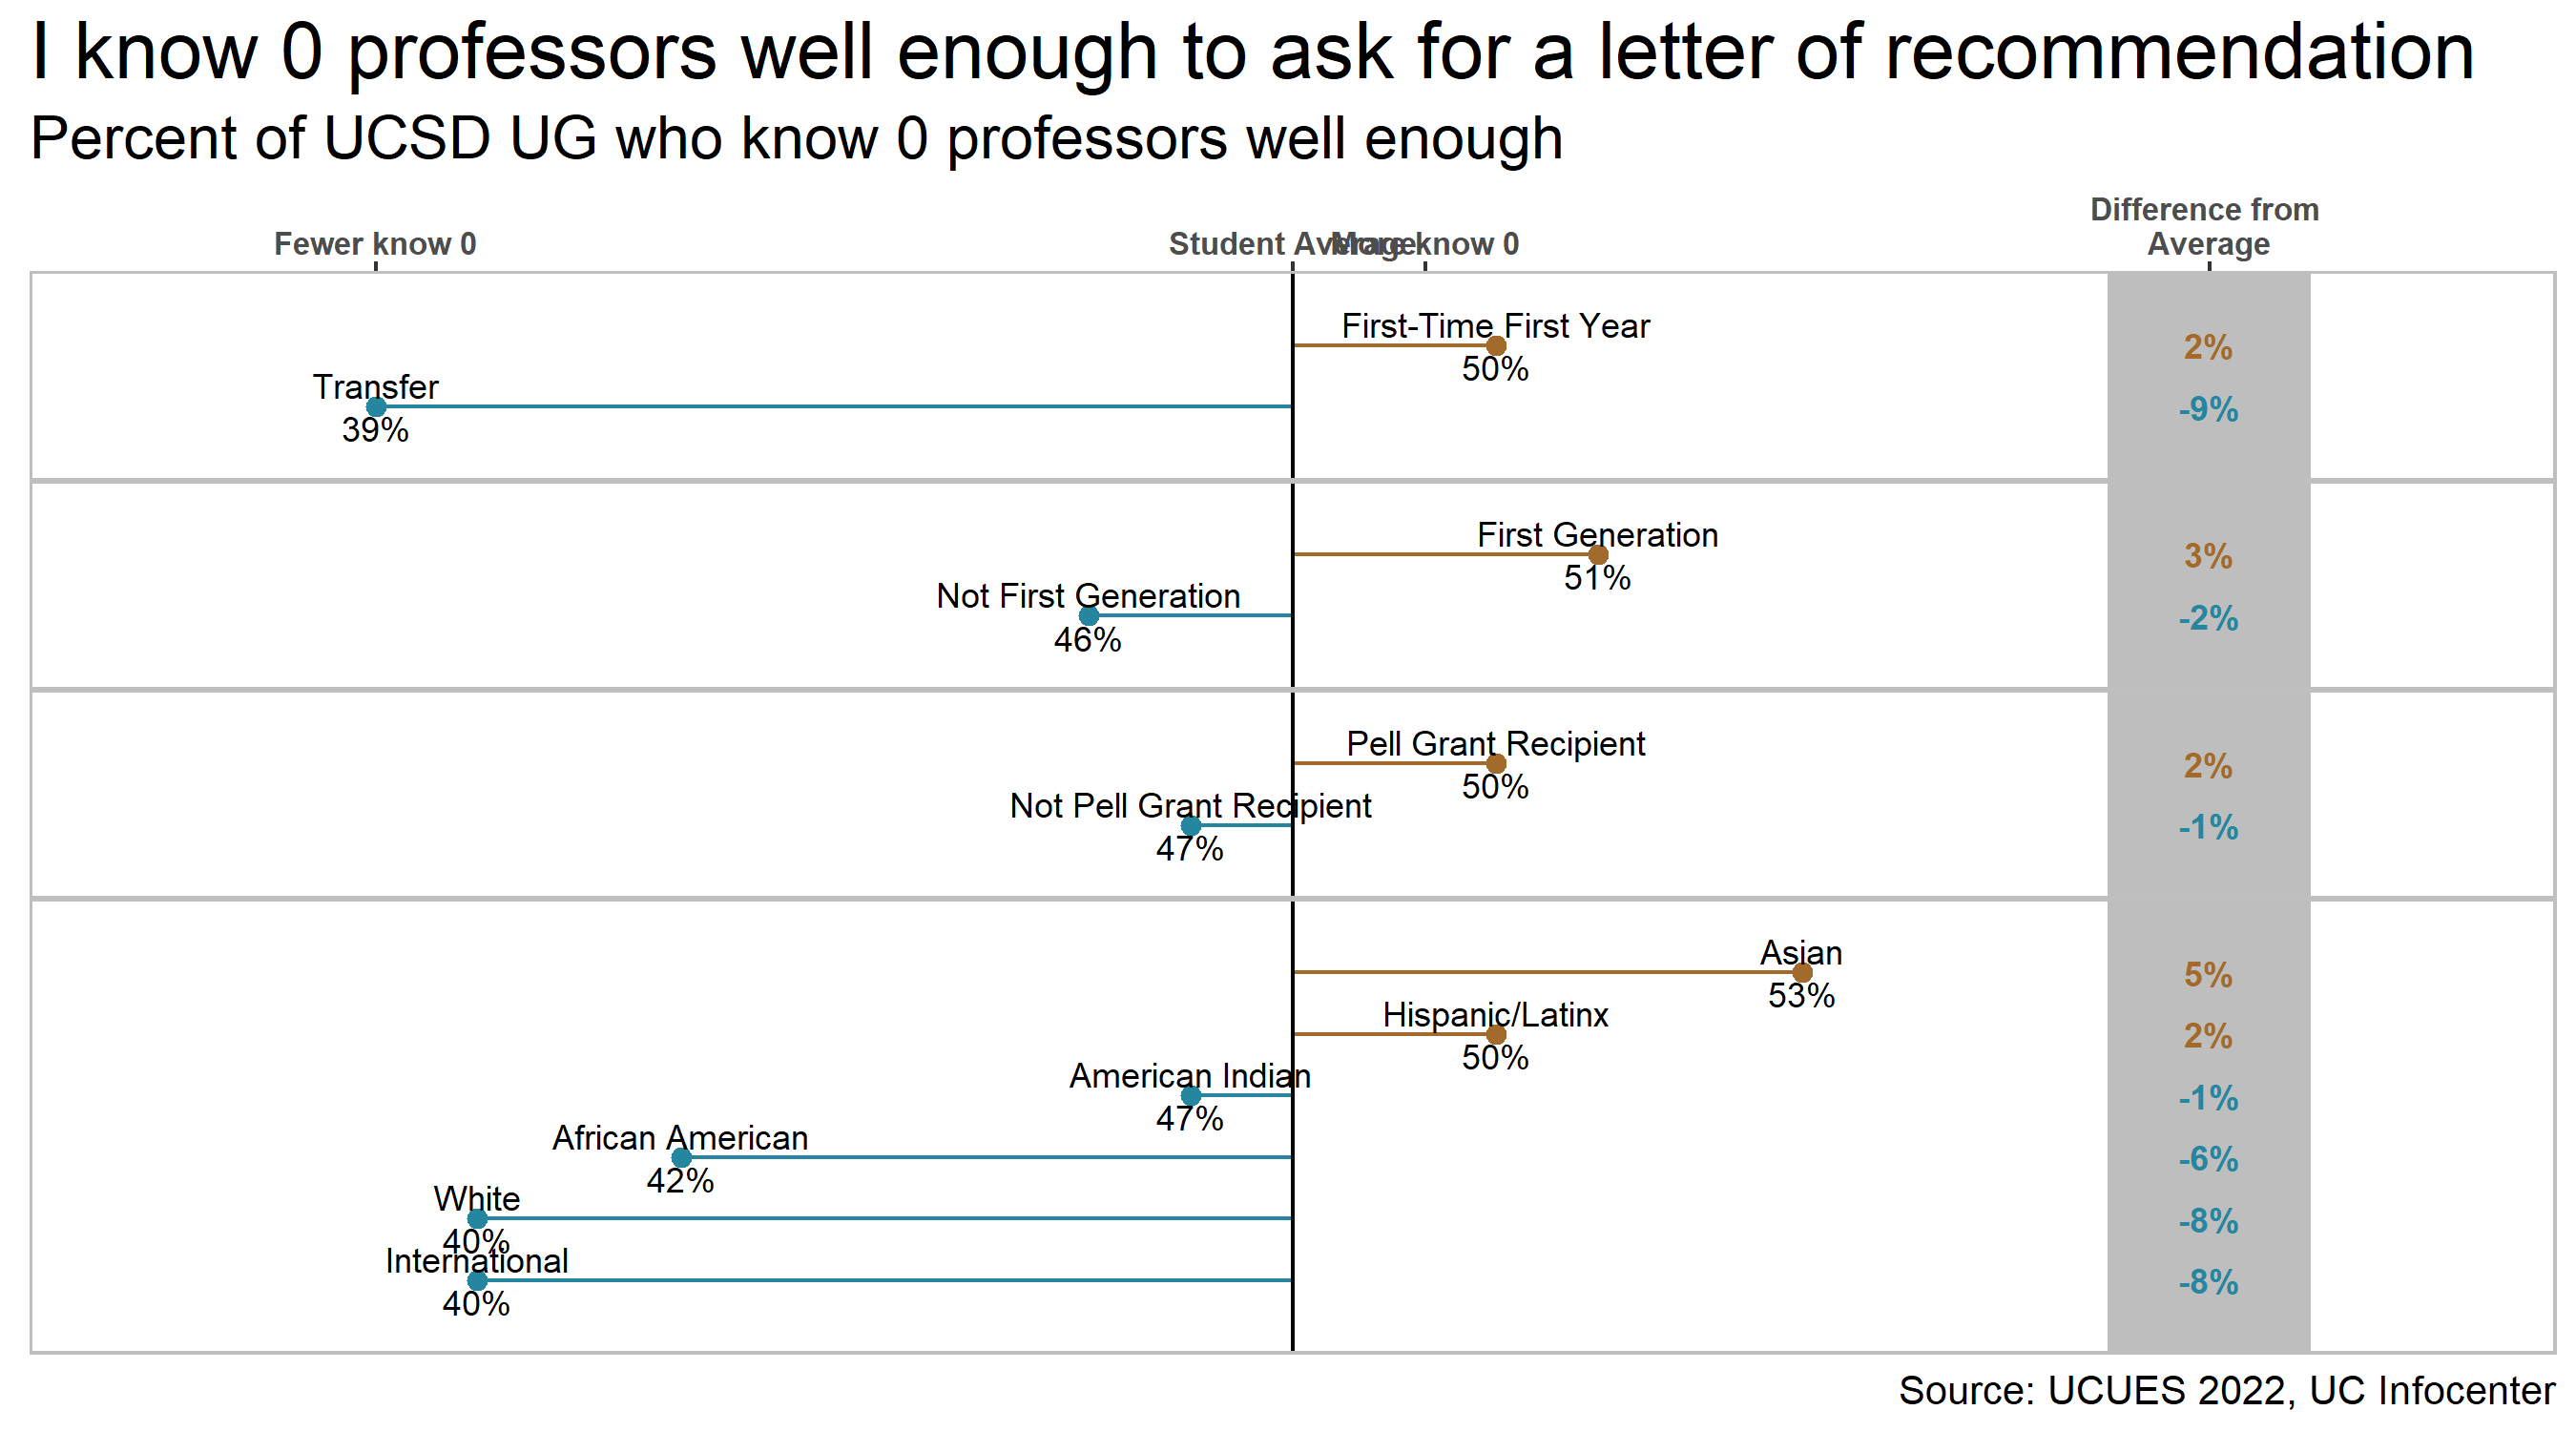 I know 0 professors well enough to ask for a letter of recommendation
Percent of UCSD UG who know 0 professors well enough
Difference from
Fewer know 0 Student Average More know 0 Average
First-Time First Year
50%
2%
Transfer
39%
-9%
First Generation
51%
3%
Not First Generation
46%
-2%
Pell Grant Recipient
50%
2%
Not Pell Grant Recipient
47%
-1%
Asian
53%
5%
Hispanic/Latinx
50%
2%
American Indian
47%
-1%
African American
42%
-6%
White
40%
-8%
International
40%
-8%
Source: UCUES 2022, UC Infocenter